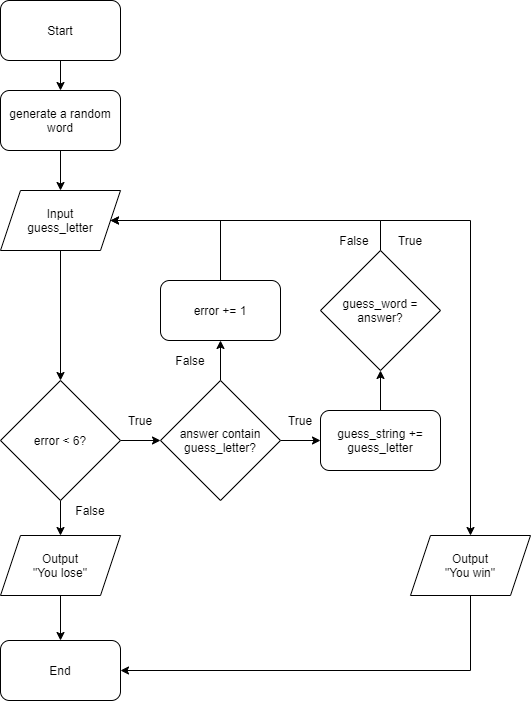 Start
generate a random
word
Input
guess_letter
False
True
guess_word =
answer?
error += 1
False
True
True
error < 6?
answer contain
guess_letter?
guess_string +=
guess_letter
False
Output
"You lose"
Output
"You win"
End